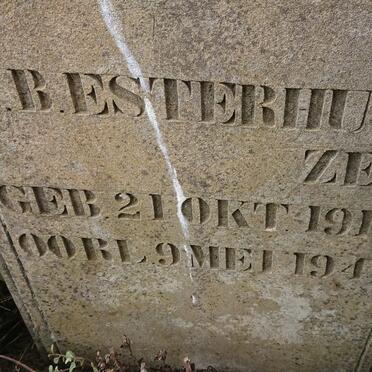 B. ESTERHU
ZE
GEB. 21 OKT. 191
OORL. 9 MEI 194